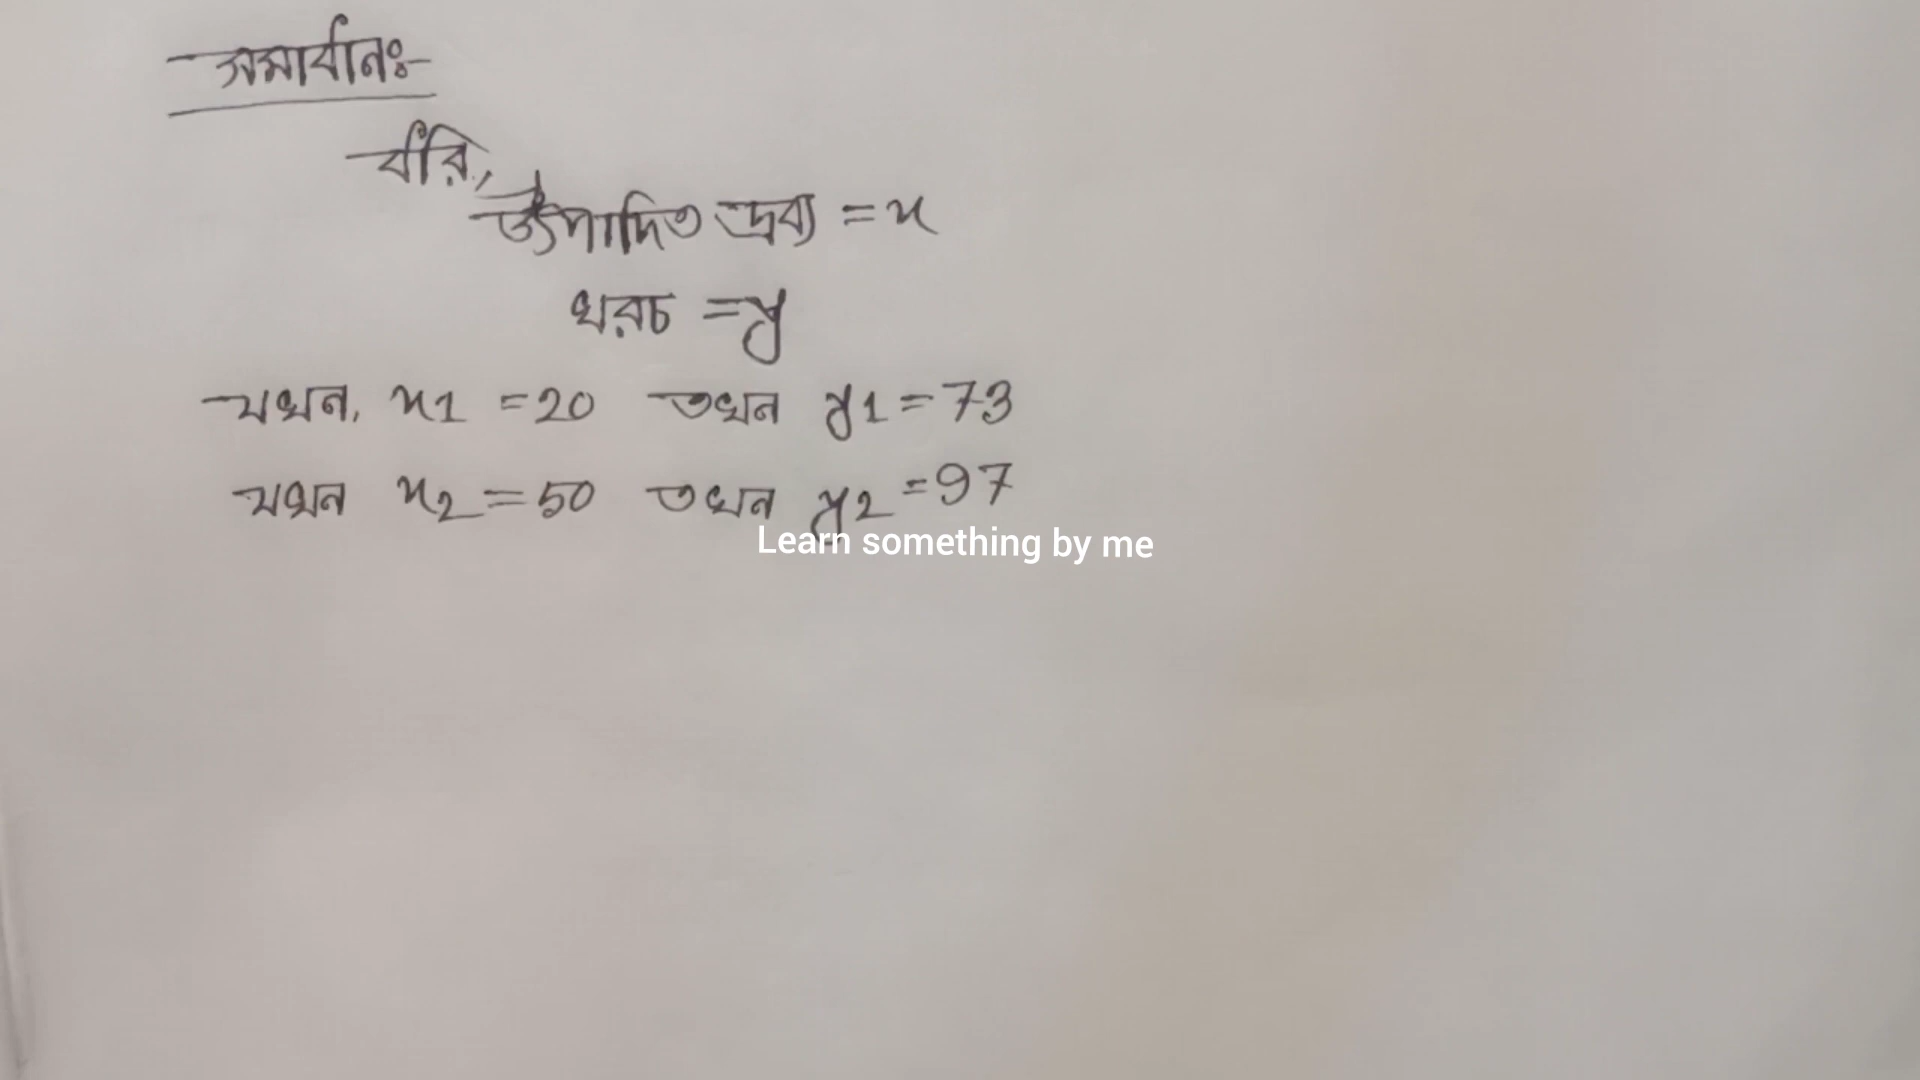 সমাধানঃ-
ধরি,
উৎপাদিত দ্রব্য = x
খরচ = y
যখন, x1 = 20 তখন y1 = 73
যখন x2 = 50 তখন y2 = 97
Learn something by me